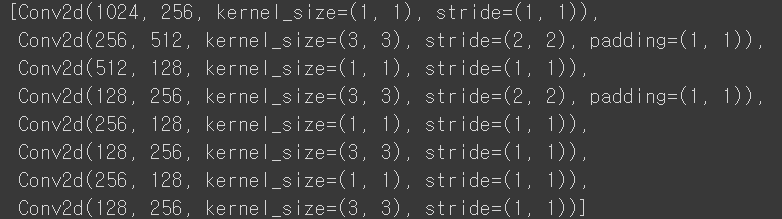 [Conv2d(1024, 256, kernel_size=(1, 1), stride=(1, 1)),
Conv2d(256, 512, kernel_size=(3, 3), stride=(2, 2), padding=(1, 1)),
Conv2d(512, 128, kernel_size=(1, 1), stride=(1, 1)),
Conv2d(128, 256, kernel_size=(3, 3), stride=(2, 2), padding=(1, 1)),
Conv2d(256, 128, kernel_size=(1, 1), stride=(1, 1)),
Conv2d(128, 256, kernel_size=(3, 3), stride=(1, 1)),
Conv2d(256, 128, kernel_size=(1, 1), stride=(1, 1)),
Conv2d(128, 256, kernel_size=(3, 3), stride=(1, 1))]